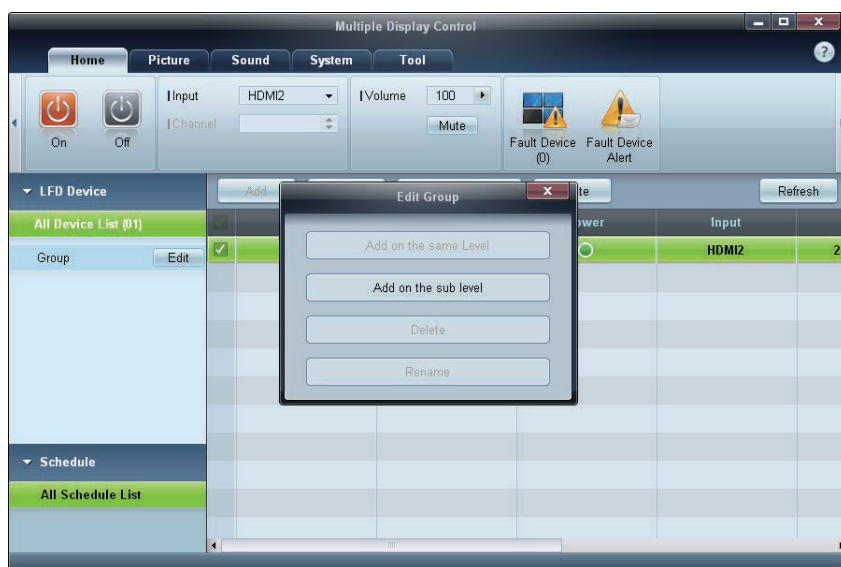 Multiple Display Control
Home Picture Sound System Tool
Input HDMI2 Volume 100
Channel Mute
On Off Fault Device (0) Fault Device Alert
LFD Device Add te Refresh
Edit Group
All Device List (01) ower Input
Group Edit HDMI2 2
Add on the same Level
Add on the sub level
Delete
Rename
Schedule
All Schedule List